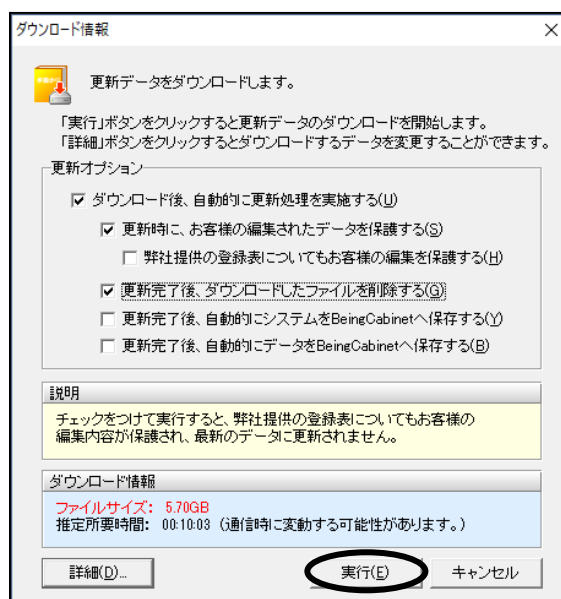 ダウンロード情報
更新データをダウンロードします。
「実行」ボタンをクリックすると更新データのダウンロードを開始します。
「詳細」ボタンをクリックするとダウンロードするデータを変更することができます。
更新オプション
ダウンロード後、自動的に更新処理を実施する(U)
更新時に、お客様の編集されたデータを保護する(S)
弊社提供の登録表についてもお客様の編集を保護する(H)
更新完了後、ダウンロードしたファイルを削除する(G)
更新完了後、自動的にシステムをBeingCabinetへ保存する(Y)
更新完了後、自動的にデータをBeingCabinetへ保存する(B)
説明
チェックをつけて実行すると、弊社提供の登録表についてもお客様の
編集内容が保護され、最新のデータに更新されません。
ダウンロード情報
ファイルサイズ: 5.70GB
推定所要時間: 00:10:03 (通信時に変動する可能性があります。)
詳細(D)... 実行(E) キャンセル